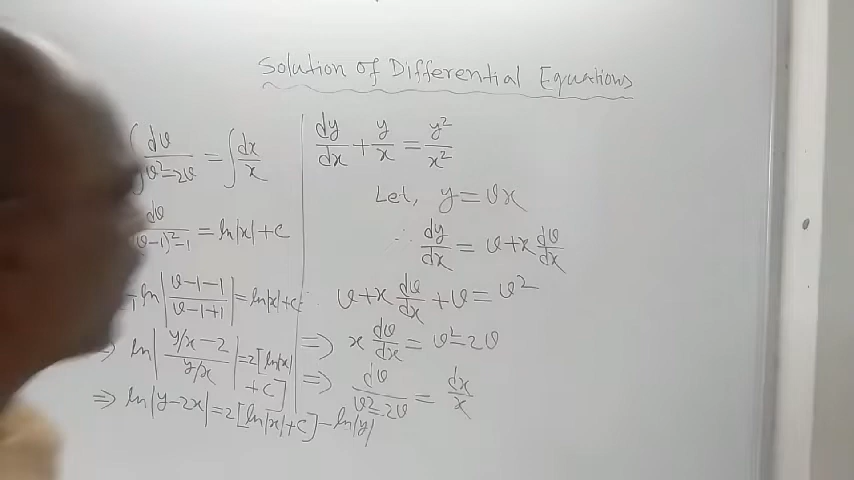 Solution of Differential Equations
dy/dx + y/x = y²/x²
Let, y = vx
∴ dy/dx = v + x dv/dx
v + x dv/dx + v = v²
⇒ x dv/dx = v² - 2v
⇒ dv/(v² - 2v) = dx/x
∫ dv/(v² - 2v) = ∫ dx/x
dv/((v-1)² - 1) = ln|x| + c
ln|(v-1-1)/(v-1+1)| = ln|x| + c
⇒ ln|(y/x - 2)/(y/x)| = 2[ln|x| + c]
⇒ ln|y - 2x| = 2[ln|x| + c] - ln|y|